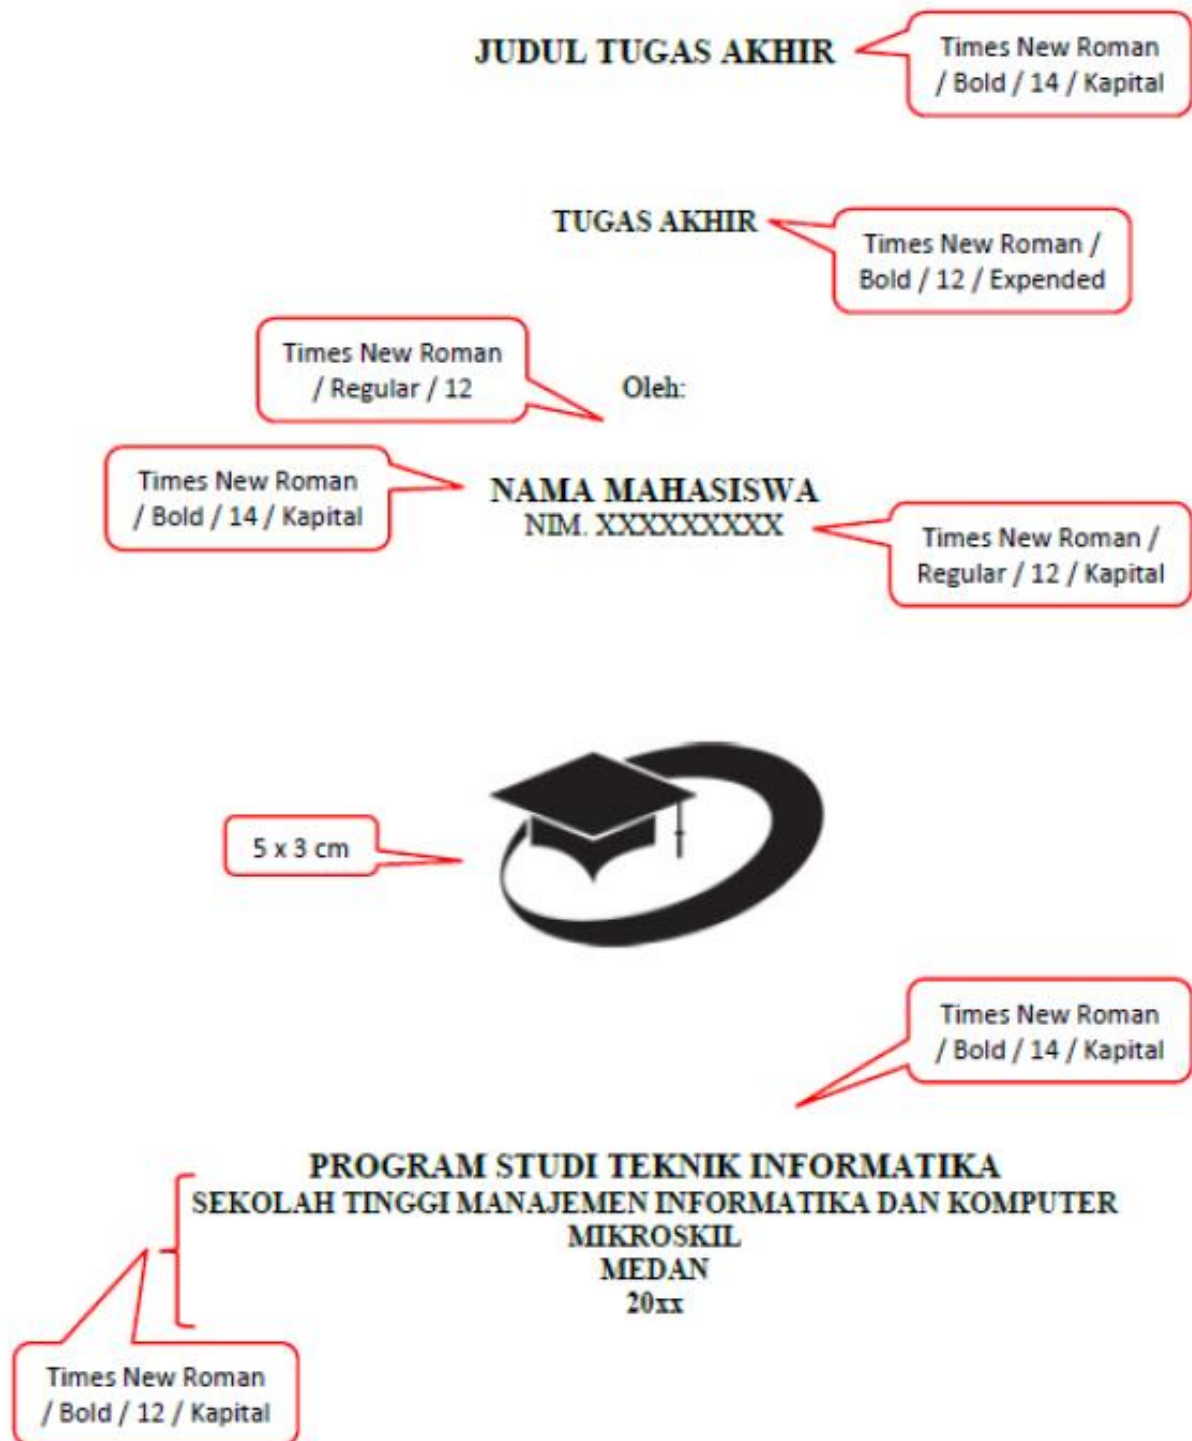 JUDUL TUGAS AKHIR
Times New Roman
/ Bold / 14 / Kapital
TUGAS AKHIR
Times New Roman /
Bold / 12 / Expended
Times New Roman
/ Regular / 12
Oleh:
Times New Roman
/ Bold / 14 / Kapital
NAMA MAHASISWA
NIM. XXXXXXXXX
Times New Roman /
Regular / 12 / Kapital
5 x 3 cm
Times New Roman
/ Bold / 14 / Kapital
PROGRAM STUDI TEKNIK INFORMATIKA
SEKOLAH TINGGI MANAJEMEN INFORMATIKA DAN KOMPUTER
MIKROSKIL
MEDAN
20xx
Times New Roman
/ Bold / 12 / Kapital